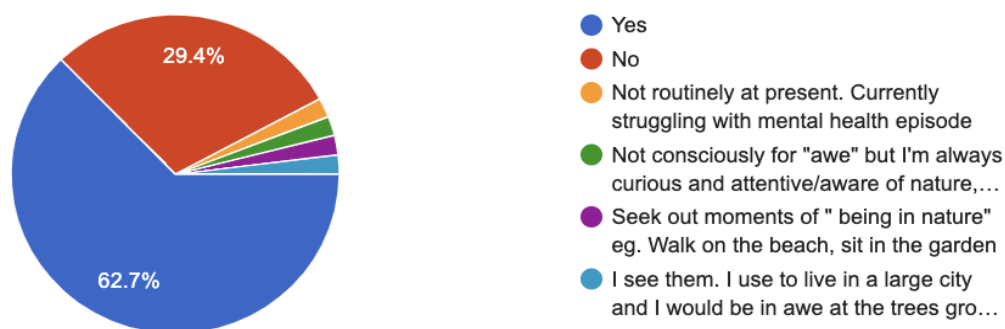 29.4%
62.7%
Yes
No
Not routinely at present. Currently
struggling with mental health episode
Not consciously for "awe" but I'm always
curious and attentive/aware of nature,…
Seek out moments of " being in nature"
eg. Walk on the beach, sit in the garden
I see them. I use to live in a large city
and I would be in awe at the trees gro…